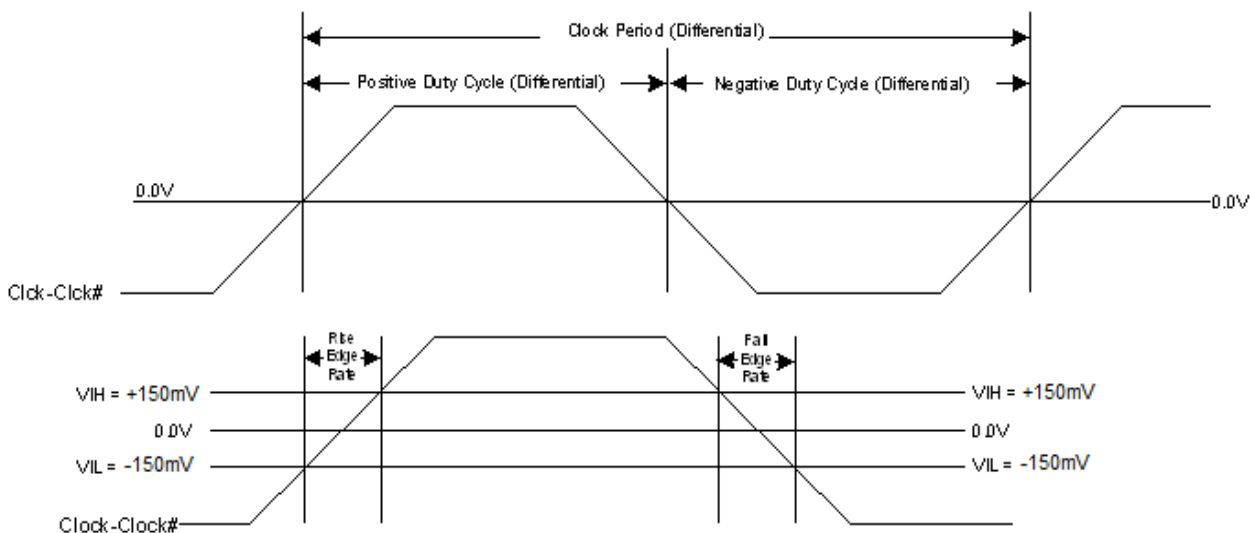 Clock Period (Differential)
Positive Duty Cycle (Differential)
Negative Duty Cycle (Differential)
0.0V
0.0V
Clck-Clck#
Rise
Edge
Rate
Fall
Edge
Rate
VIH = +150mV
VIH = +150mV
0.0V
0.0V
VIL = -150mV
VIL = -150mV
Clock-Clock#